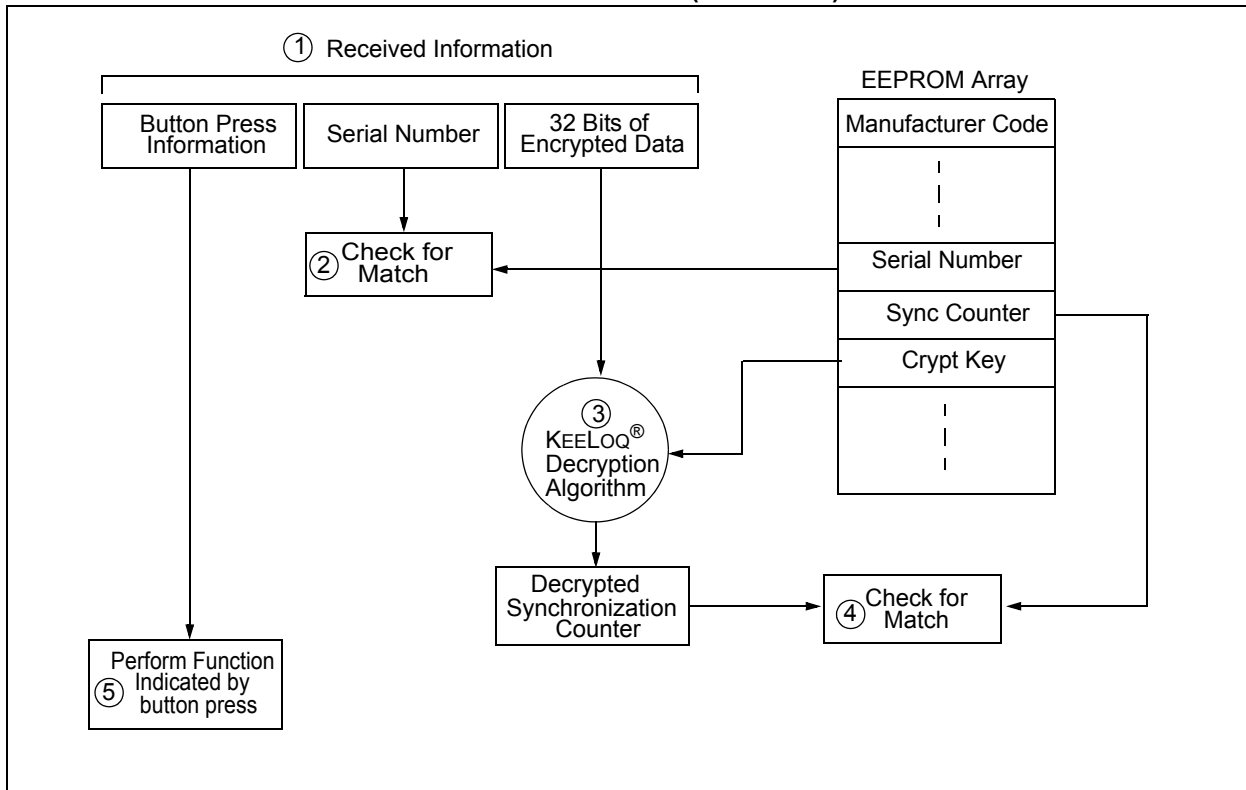 ① Received Information
EEPROM Array
Button Press
Information
Serial Number
32 Bits of
Encrypted Data
Manufacturer Code
② Check for
Match
Serial Number
Sync Counter
Crypt Key
③
KEELOQ®
Decryption
Algorithm
Decrypted
Synchronization
Counter
④ Check for
Match
Perform Function
⑤ Indicated by
button press